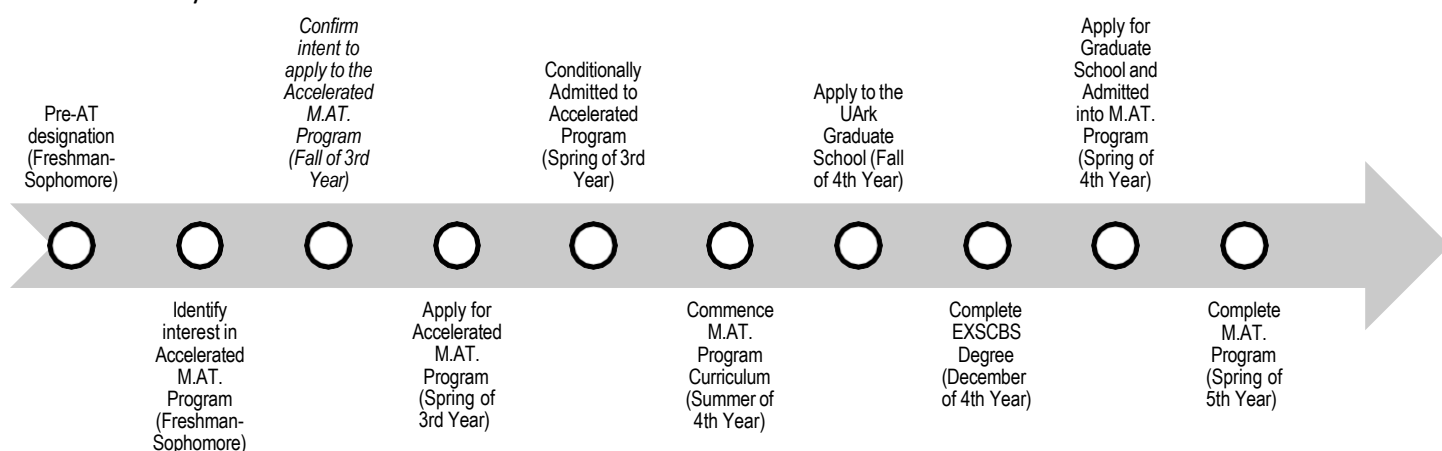 Pre-AT
designation
(Freshman-
Sophomore)
Identify
interest in
Accelerated
M.AT.
Program
(Freshman-
Sophomore)
Confirm
intent to
apply to the
Accelerated
M.AT.
Program
(Fall of 3rd
Year)
Apply for
Accelerated
M.AT.
Program
(Spring of
3rd Year)
Conditionally
Admitted to
Accelerated
Program
(Spring of 3rd
Year)
Commence
M.AT.
Program
Curriculum
(Summer of
4th Year)
Apply to the
UArk
Graduate
School (Fall
of 4th Year)
Complete
EXSCBS
Degree
(December
of 4th Year)
Apply for
Graduate
School and
Admitted
into M.AT.
Program
(Spring of
4th Year)
Complete
M.AT.
Program
(Spring of
5th Year)